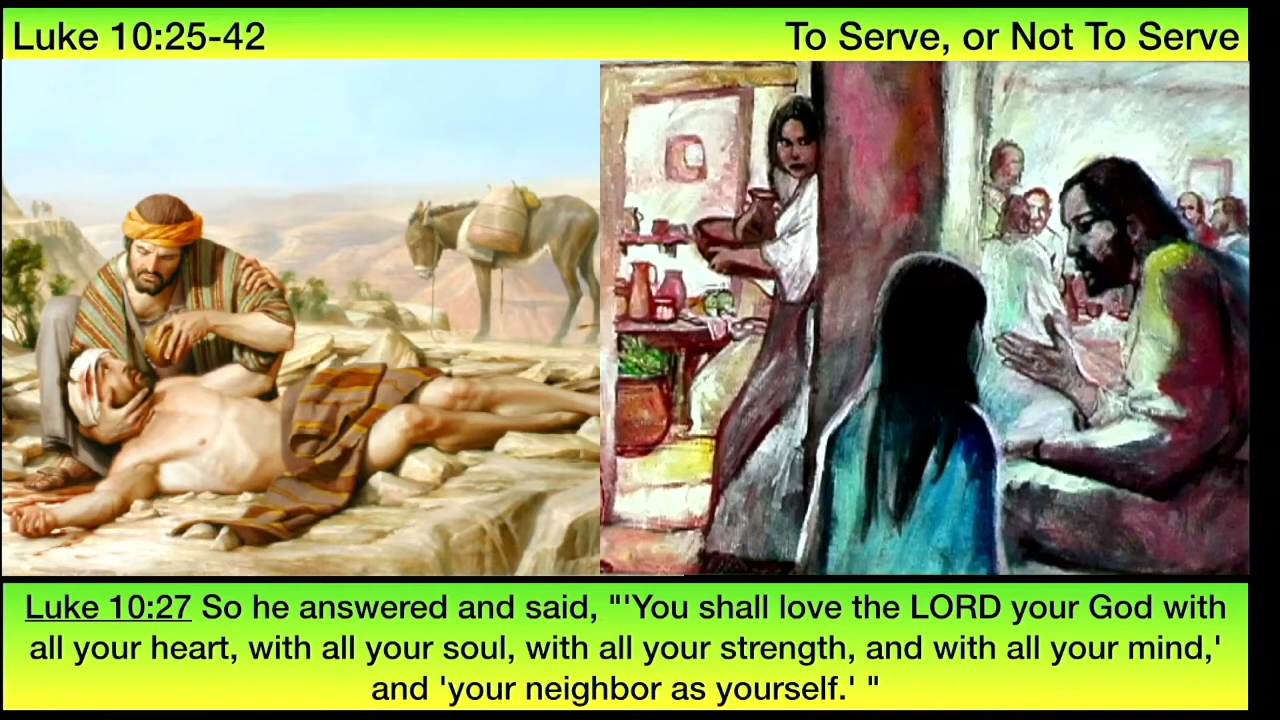 Luke 10:25-42
To Serve, or Not To Serve
Luke 10:27 So he answered and said, "'You shall love the LORD your God with
all your heart, with all your soul, with all your strength, and with all your mind,'
and 'your neighbor as yourself.' "